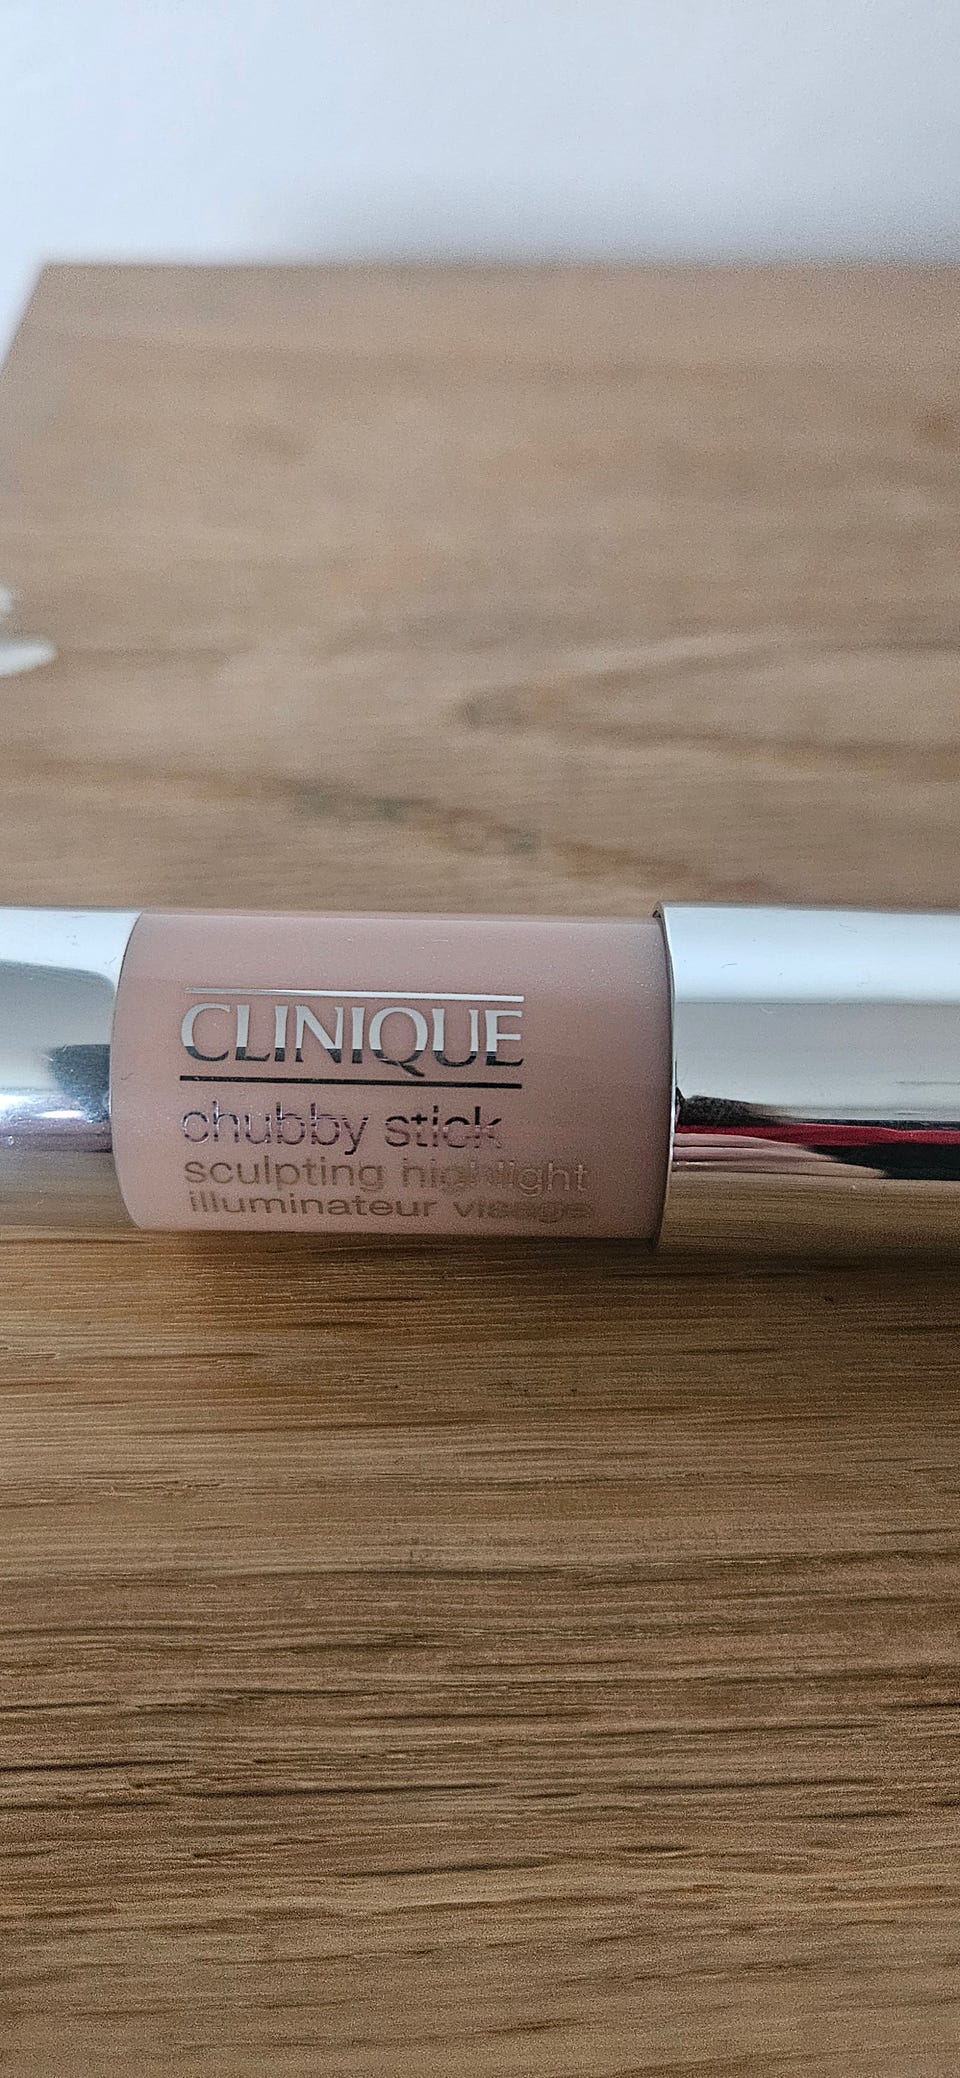 CLINIQUE
chubby stick
sculpting highlight
illuminateur visage